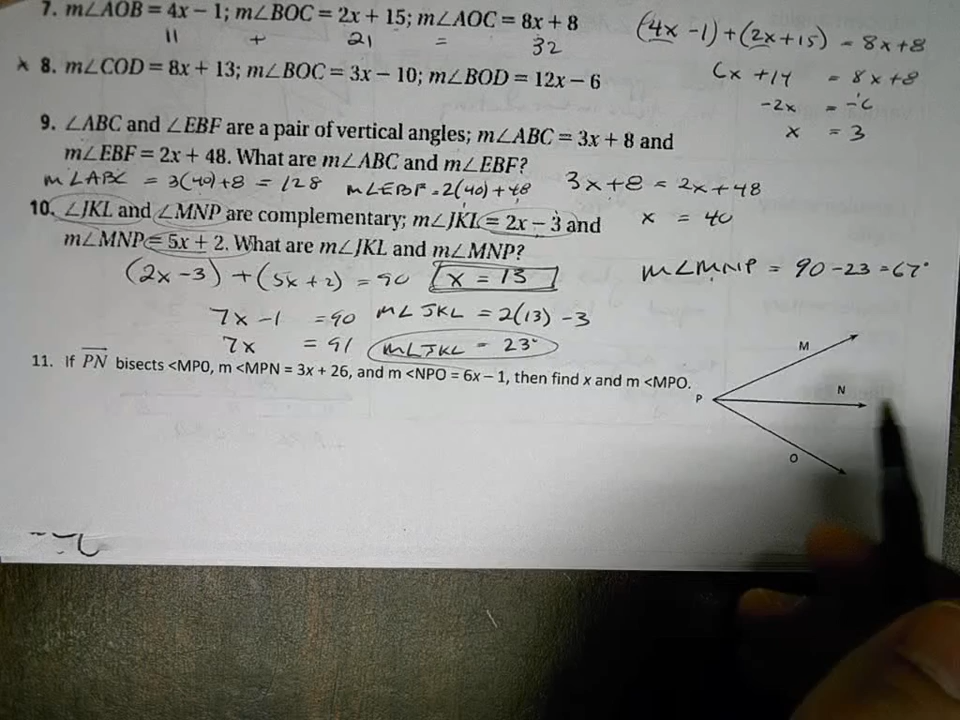 7. m∠AOB = 4x − 1; m∠BOC = 2x + 15; m∠AOC = 8x + 8
11 + 21 = 32
(4x -1) + (2x + 15) = 8x + 8
* 8. m∠COD = 8x + 13; m∠BOC = 3x − 10; m∠BOD = 12x − 6
6x + 14 = 8x + 8
-2x = -6
x = 3
9. ∠ABC and ∠EBF are a pair of vertical angles; m∠ABC = 3x + 8 and
m∠EBF = 2x + 48. What are m∠ABC and m∠EBF?
m∠ABC = 3(40)+8 = 128 m∠EBF = 2(40)+48 3x+8 = 2x+48
10. ∠JKL and ∠MNP are complementary; m∠JKL = 2x − 3 and
x = 40
m∠MNP = 5x + 2. What are m∠JKL and m∠MNP?
(2x -3) + (5x +2) = 90 x = 13 m∠MNP = 90 -23 = 67°
7x -1 = 90 m∠JKL = 2(13) -3
7x = 91 m∠JKL = 23°
11. If PN bisects <MPO, m <MPN = 3x + 26, and m <NPO = 6x − 1, then find x and m <MPO.
M
N
P
O